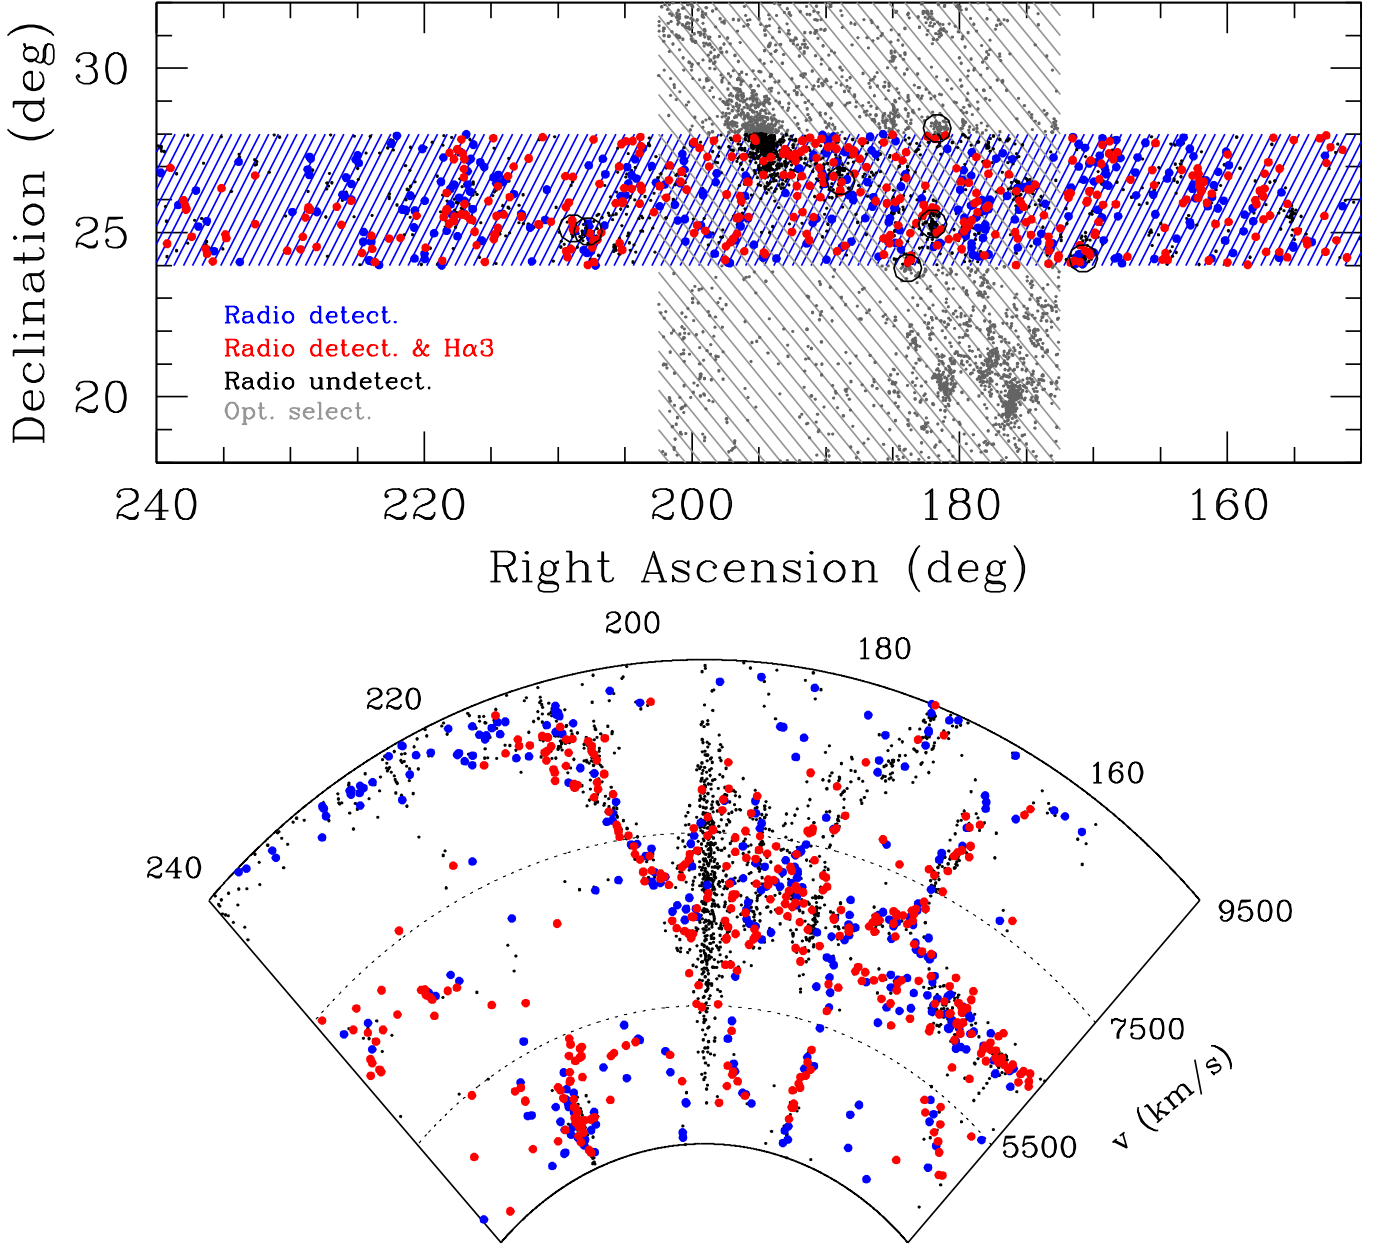 Declination (deg)
30
25
20
Radio detect.
Radio detect. & Hα3
Radio undetect.
Opt. select.
240 220 200 180 160
Right Ascension (deg)
200
180
220
160
240
9500
7500
5500
v (km/s)